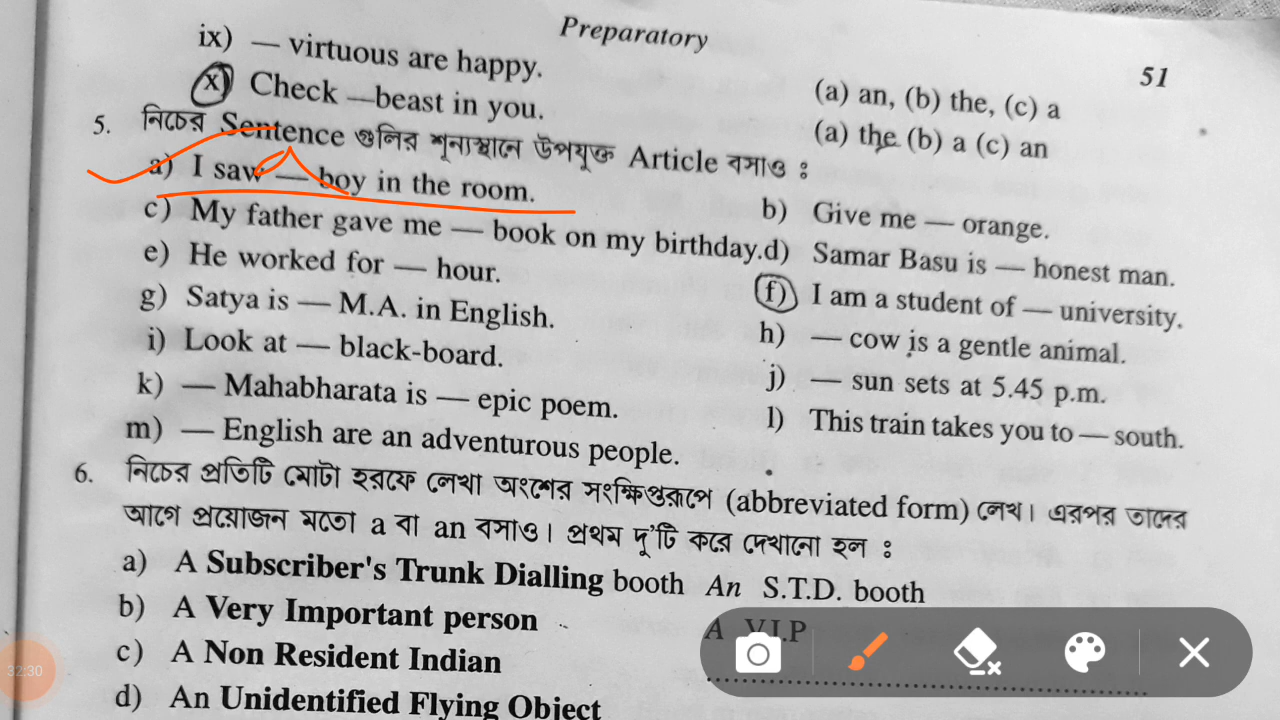 Preparatory
51
ix) — virtuous are happy. (a) an, (b) the, (c) a
x) Check —beast in you. (a) the (b) a (c) an
5. নিচের Sentence গুলির শূন্যস্থানে উপযুক্ত Article বসাও :
a) I saw — boy in the room. b) Give me — orange.
c) My father gave me — book on my birthday. d) Samar Basu is — honest man.
e) He worked for — hour. f) I am a student of — university.
g) Satya is — M.A. in English. h) — cow is a gentle animal.
i) Look at — black-board. j) — sun sets at 5.45 p.m.
k) — Mahabharata is — epic poem. l) This train takes you to — south.
m) — English are an adventurous people.
6. নিচের প্রতিটি মোটা হরফে লেখা অংশের সংক্ষিপ্তরূপে (abbreviated form) লেখ। এরপর তাদের
আগে প্রয়োজন মতো a বা an বসাও। প্রথম দু'টি করে দেখানো হল :
a) A Subscriber's Trunk Dialling booth An S.T.D. booth
b) A Very Important person A V.I.P
c) A Non Resident Indian
d) An Unidentified Flying Object
32:30